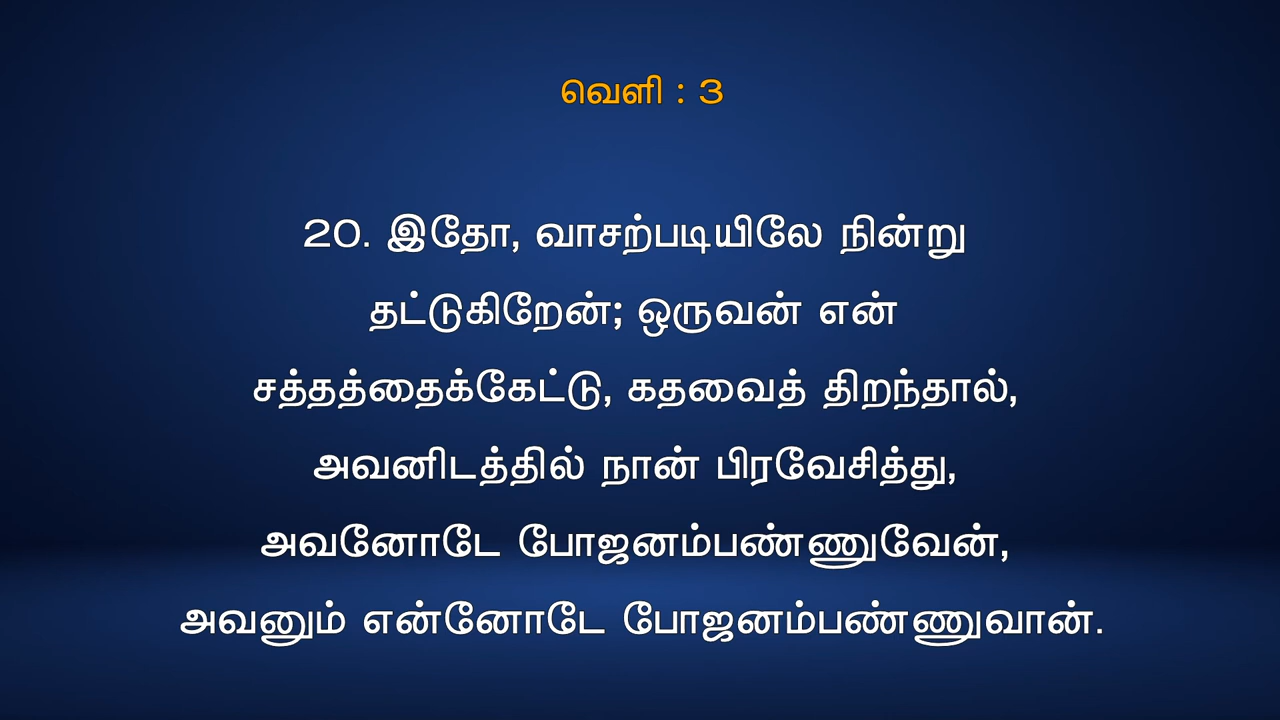 வெளி : 3
20. இதோ, வாசற்படியிலே நின்று
தட்டுகிறேன்; ஒருவன் என்
சத்தத்தைக்கேட்டு, கதவைத் திறந்தால்,
அவனிடத்தில் நான் பிரவேசித்து,
அவனோடே போஜனம்பண்ணுவேன்,
அவனும் என்னோடே போஜனம்பண்ணுவான்.